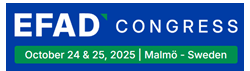 EFAD CONGRESS
October 24 & 25, 2025 | Malmö - Sweden